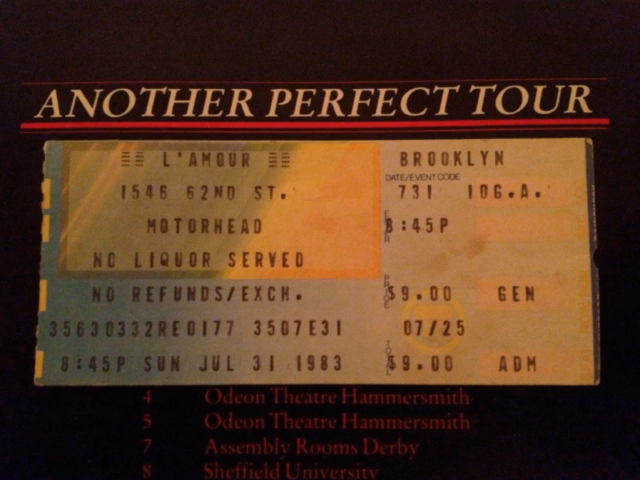 ANOTHER PERFECT TOUR
L'AMOUR BROOKLYN
DATE/EVENT CODE
1546 62ND ST. 731 10G.A.
MOTORHEAD 8:45P
NO LIQUOR SERVED
NO REFUNDS/EXCH. $9.00 GEN
35630332RE0177 3507E31 07/25
8:45P SUN JUL 31 1983 $9.00 ADM
4 Odeon Theatre Hammersmith
5 Odeon Theatre Hammersmith
7 Assembly Rooms Derby
8 Sheffield University